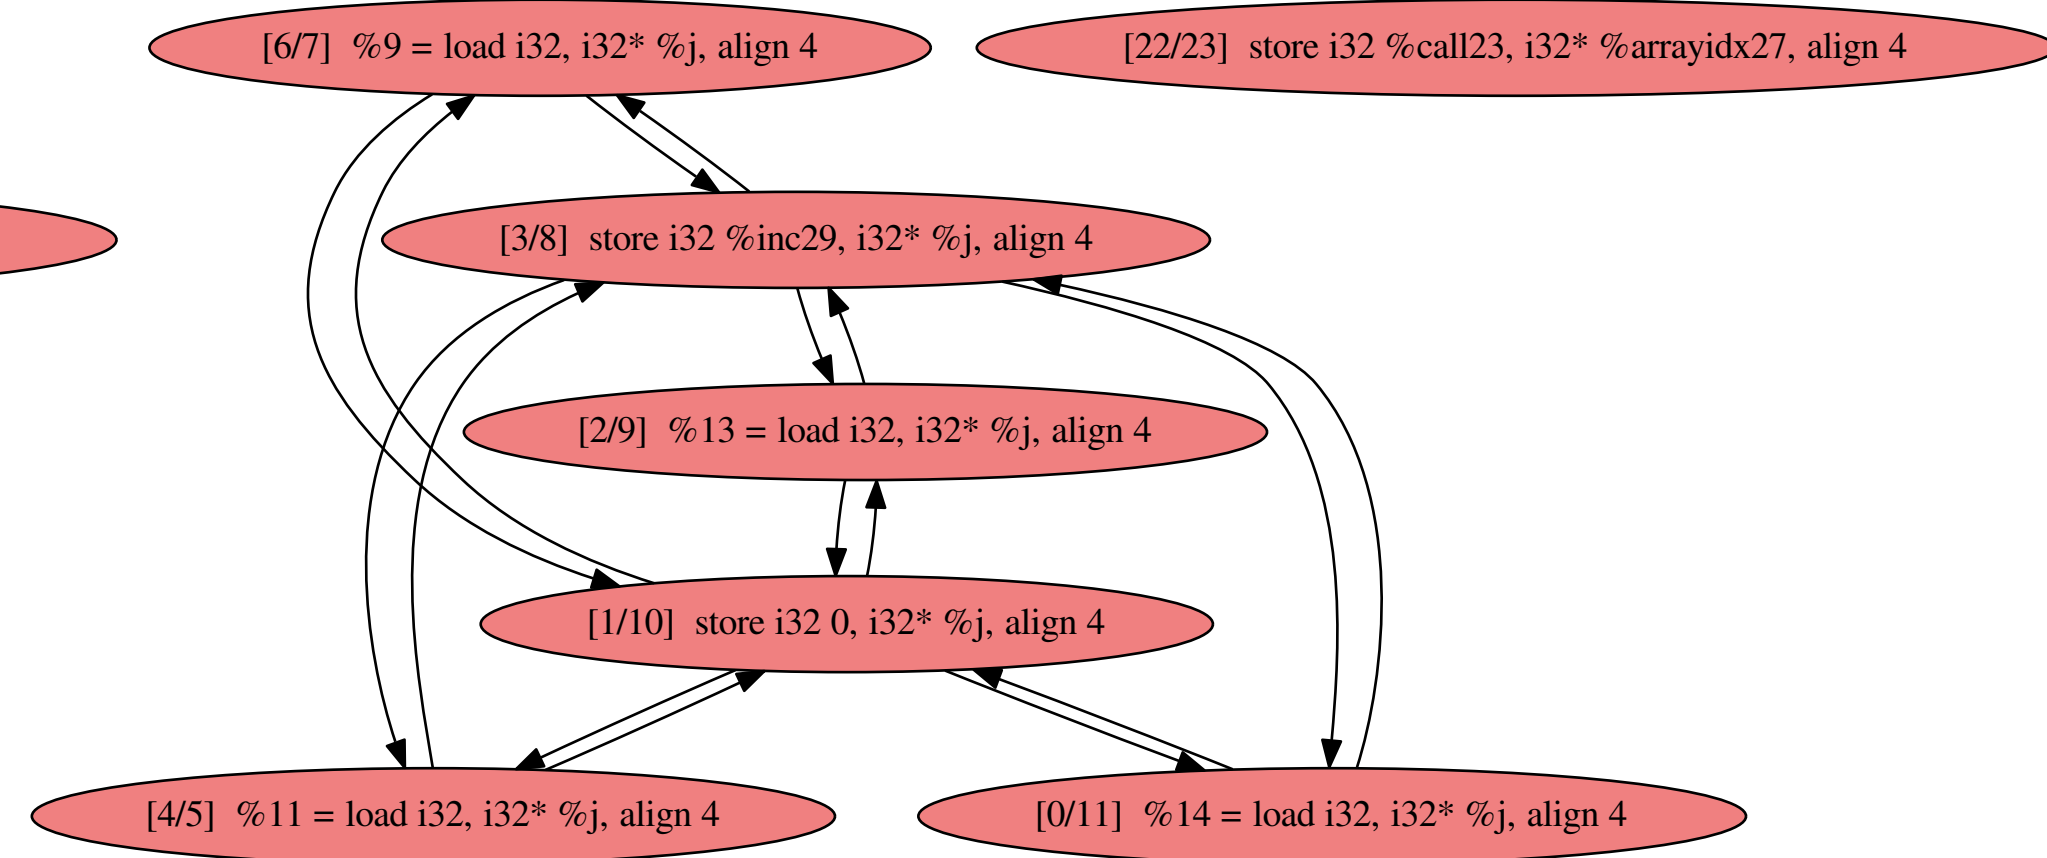 [6/7] %9 = load i32, i32* %j, align 4
[22/23] store i32 %call23, i32* %arrayidx27, align 4
[3/8] store i32 %inc29, i32* %j, align 4
[2/9] %13 = load i32, i32* %j, align 4
[1/10] store i32 0, i32* %j, align 4
[4/5] %11 = load i32, i32* %j, align 4
[0/11] %14 = load i32, i32* %j, align 4